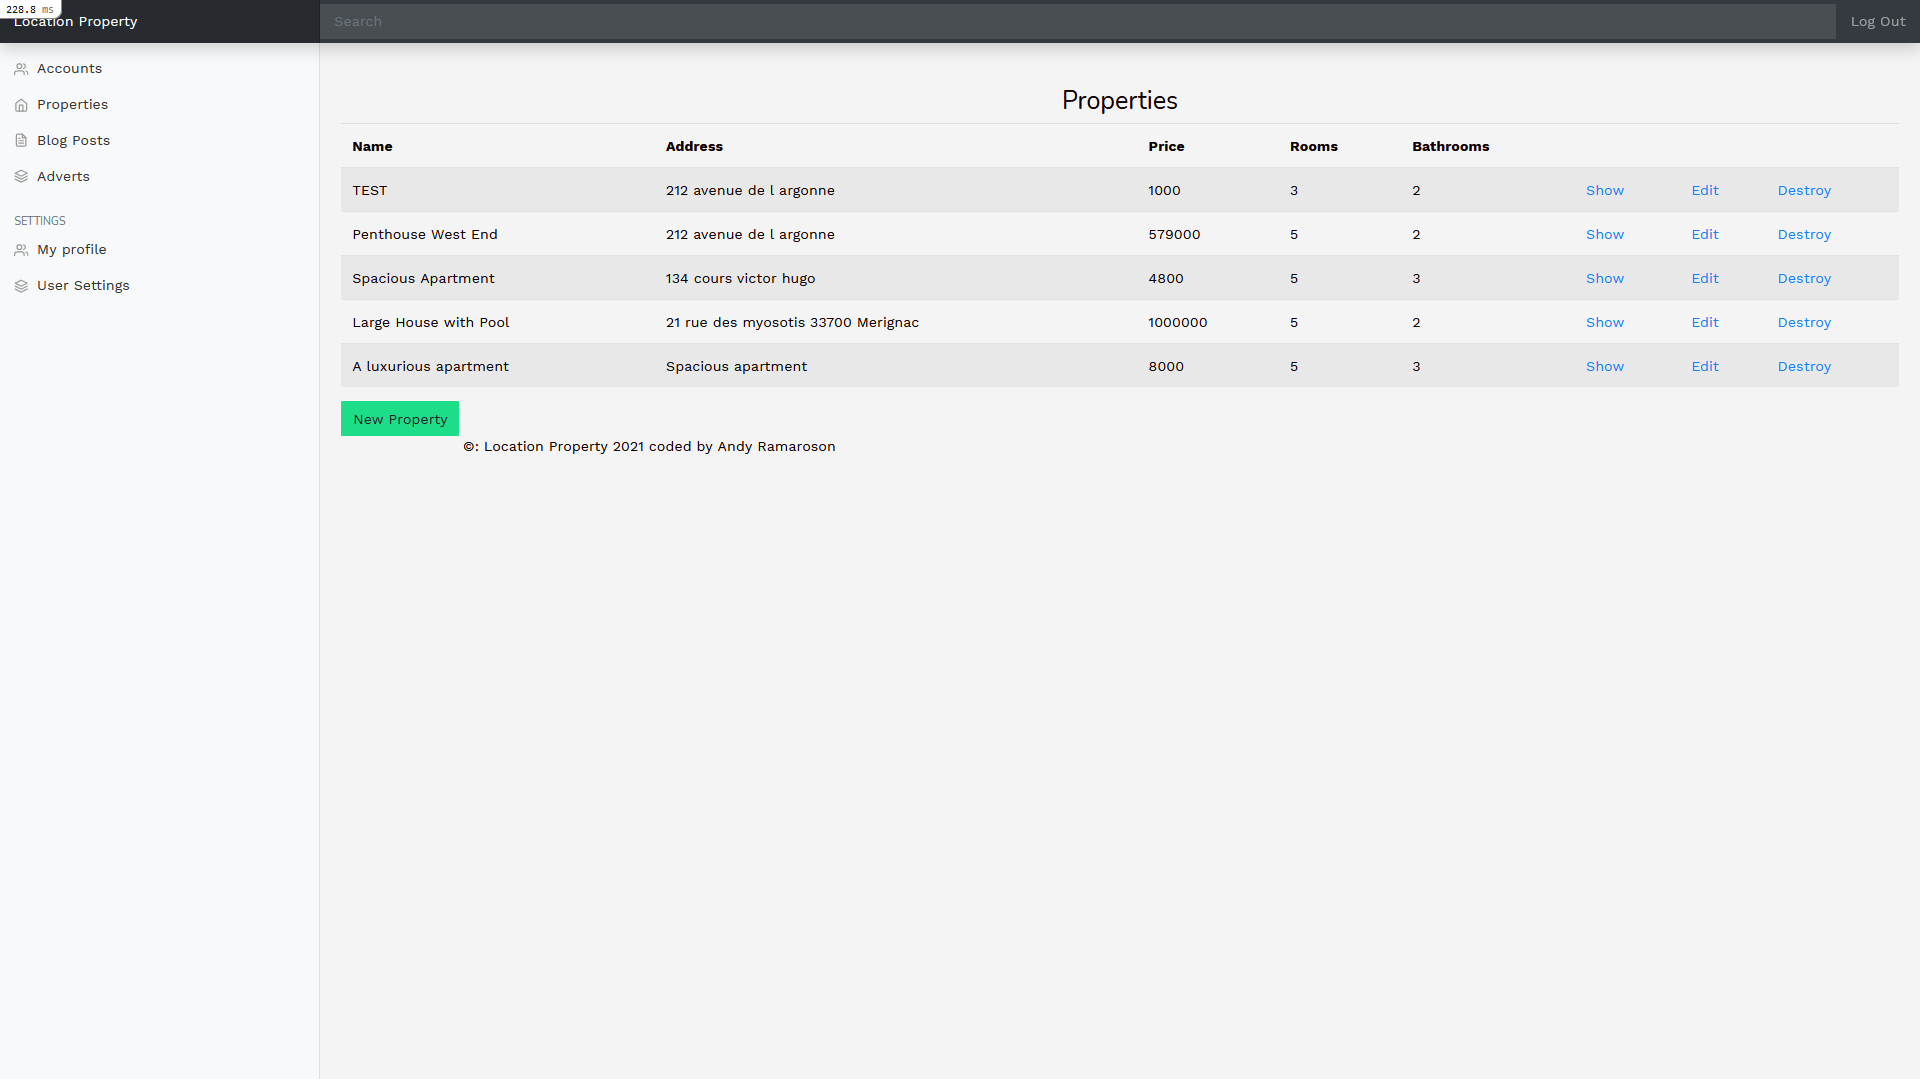 228.8 ms
Location Property
Search
Log Out
Accounts
Properties
Blog Posts
Adverts
SETTINGS
My profile
User Settings
Properties
Name Address Price Rooms Bathrooms
TEST 212 avenue de l argonne 1000 3 2 Show Edit Destroy
Penthouse West End 212 avenue de l argonne 579000 5 2 Show Edit Destroy
Spacious Apartment 134 cours victor hugo 4800 5 3 Show Edit Destroy
Large House with Pool 21 rue des myosotis 33700 Merignac 1000000 5 2 Show Edit Destroy
A luxurious apartment Spacious apartment 8000 5 3 Show Edit Destroy
New Property
©: Location Property 2021 coded by Andy Ramaroson